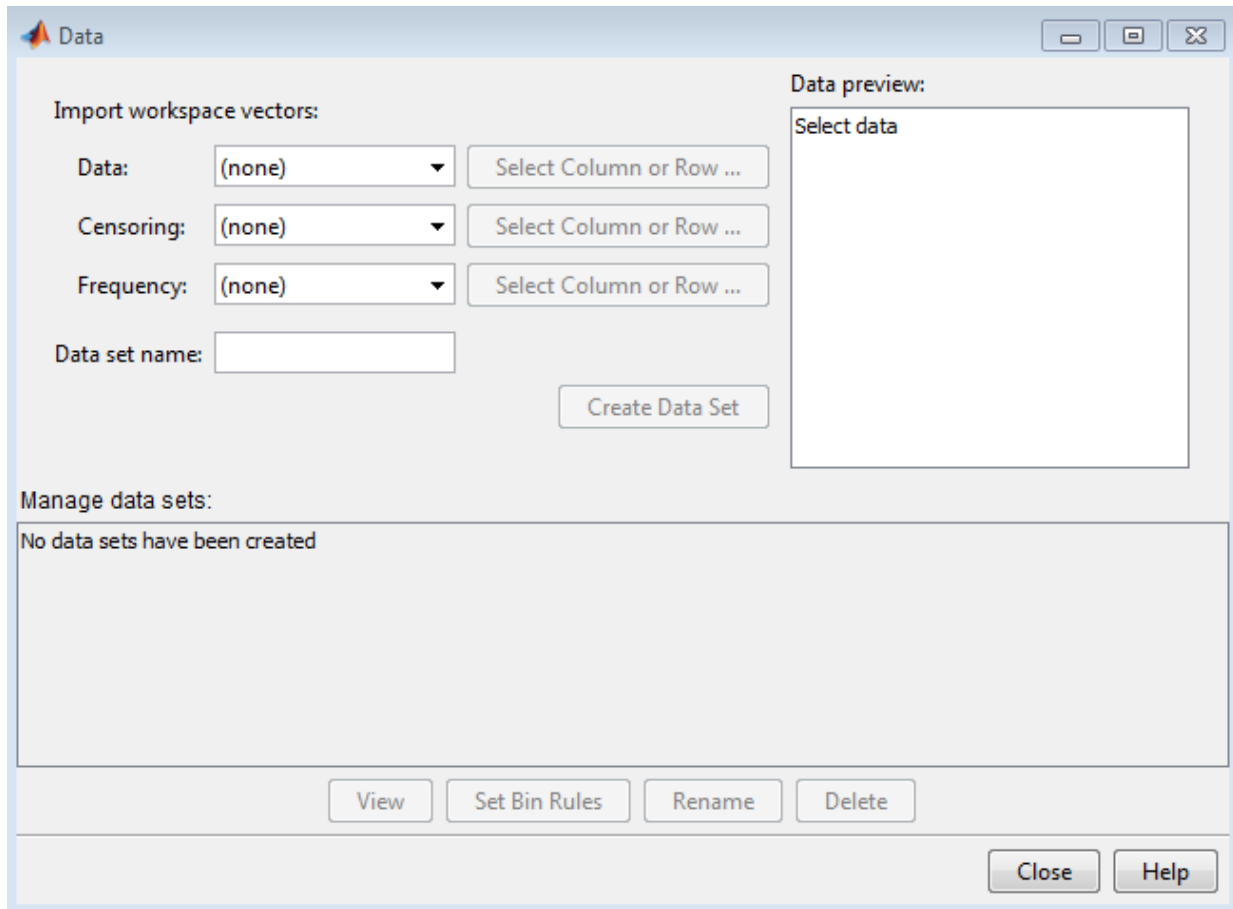 Data
Data preview:
Import workspace vectors:
Select data
Data: (none) Select Column or Row ...
Censoring: (none) Select Column or Row ...
Frequency: (none) Select Column or Row ...
Data set name:
Create Data Set
Manage data sets:
No data sets have been created
View Set Bin Rules Rename Delete
Close Help